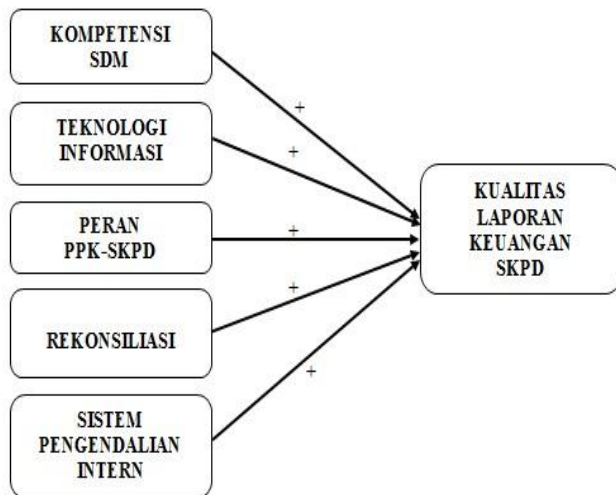 KOMPETENSI
SDM
+
TEKNOLOGI
INFORMASI
+
PERAN
PPK-SKPD
+
REKONSILIASI
+
SISTEM
PENGENDALIAN
INTERN
+
KUALITAS
LAPORAN
KEUANGAN
SKPD